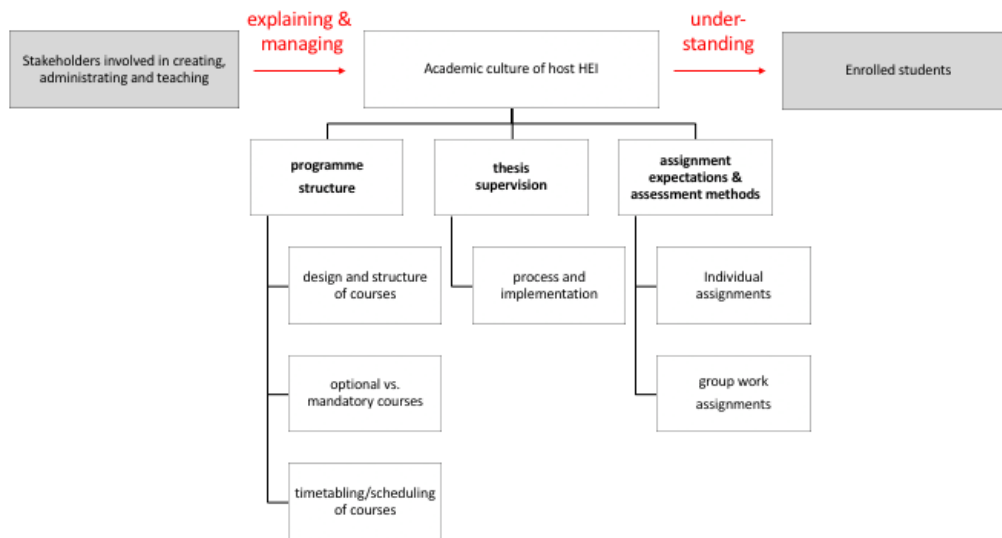 explaining &
managing
under-
standing
Stakeholders involved in creating,
administrating and teaching
Academic culture of host HEI
Enrolled students
programme
structure
thesis
supervision
assignment
expectations &
assessment methods
design and structure
of courses
process and
implementation
Individual
assignments
optional vs.
mandatory courses
group work
assignments
timetabling/scheduling
of courses